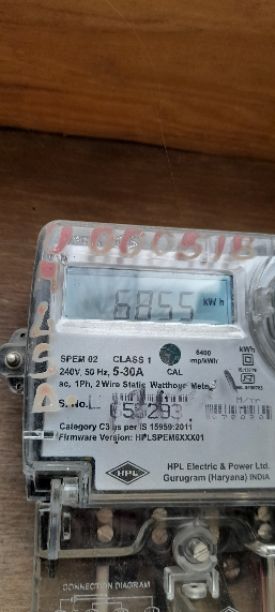 6855 kWh
SPEM 02 CLASS 1 6400 imp/kWh kWh
240V, 50 Hz, 5-30A CAL
ac, 1Ph, 2 Wire Static Watthour Meter
S. No. L
Category C3 as per IS 15959:2011
Firmware Version: HPLSPEM6XXX01
HPL
HPL Electric & Power Ltd.
Gurugram (Haryana) INDIA
CONNECTION DIAGRAM